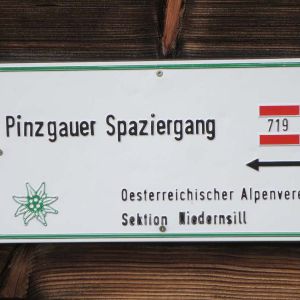 Pinzgauer Spaziergang
719
Oesterreichischer Alpenvere
Sektion Niedernsill